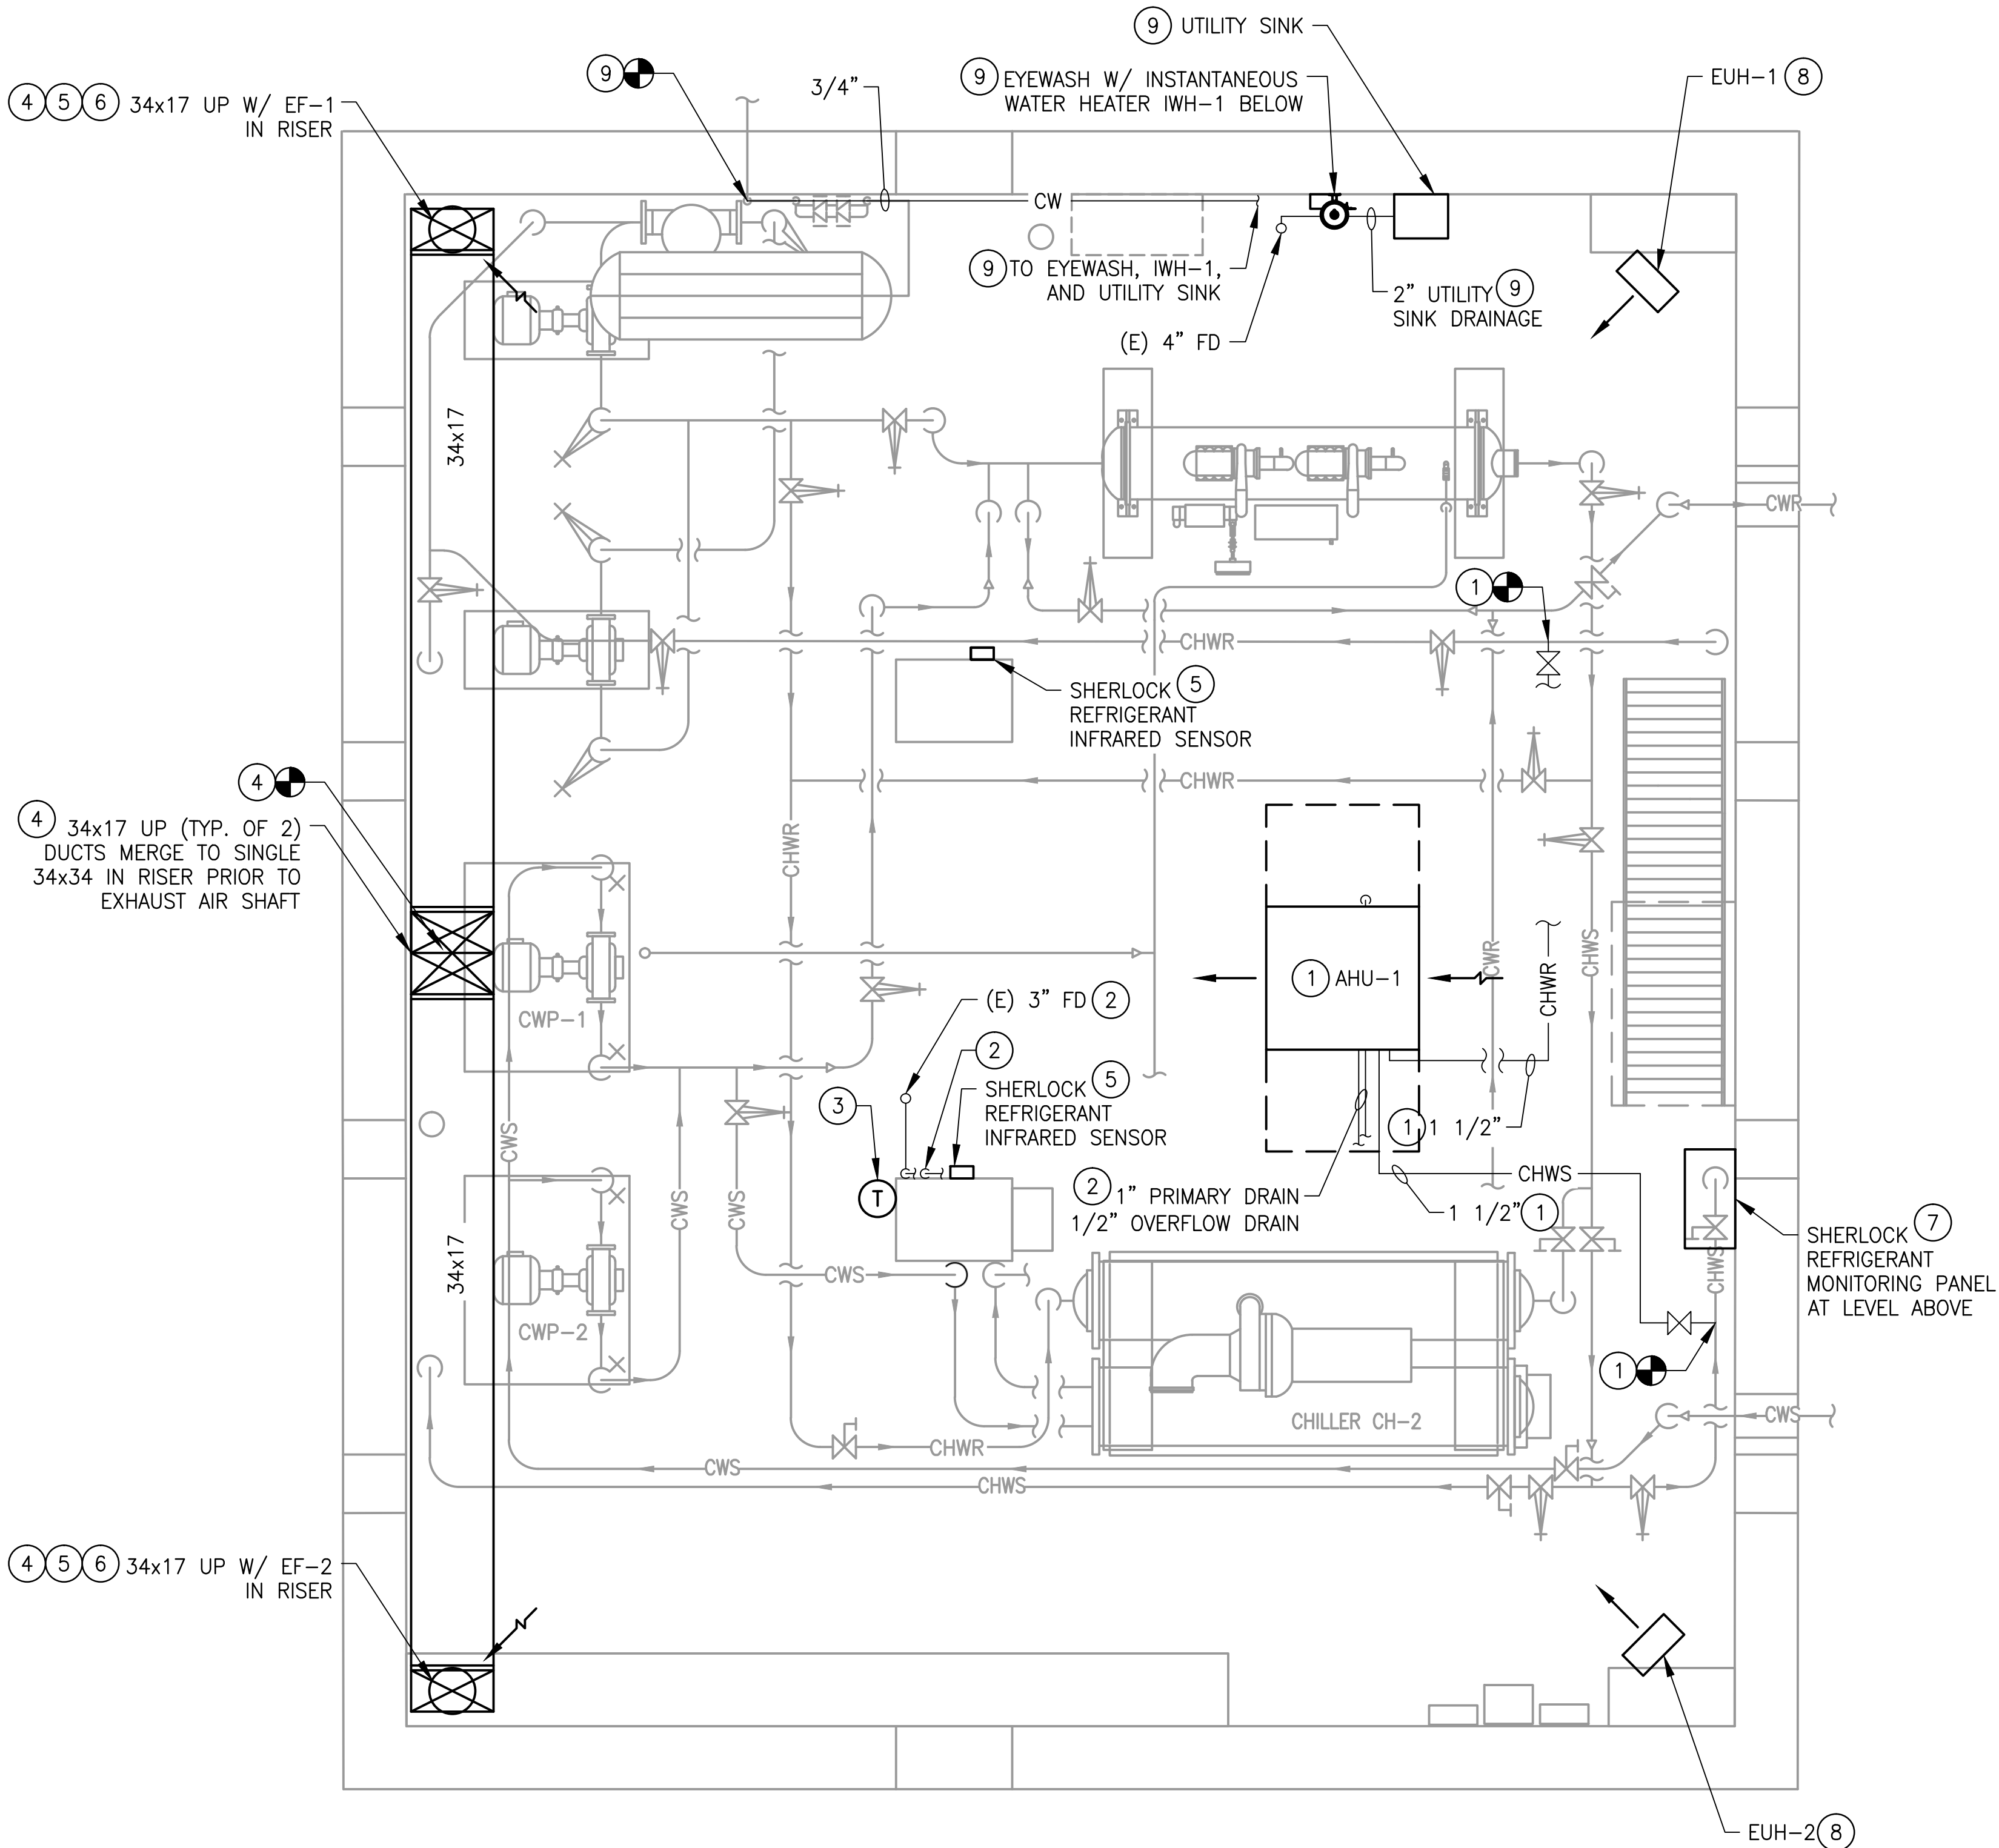 9 UTILITY SINK
9
3/4"
9 EYEWASH W/ INSTANTANEOUS
WATER HEATER IWH-1 BELOW
EUH-1 8
4 5 6 34x17 UP W/ EF-1
IN RISER
CW
9 TO EYEWASH, IWH-1,
AND UTILITY SINK
2" UTILITY 9
SINK DRAINAGE
(E) 4" FD
34x17
CWR
1
CHWR
SHERLOCK 5
REFRIGERANT
INFRARED SENSOR
4
CHWR
4 34x17 UP (TYP. OF 2)
DUCTS MERGE TO SINGLE
34x34 IN RISER PRIOR TO
EXHAUST AIR SHAFT
CHWR
1 AHU-1
CWR
CHWR
CHWS
CWP-1
(E) 3" FD 2
2
SHERLOCK 5
REFRIGERANT
INFRARED SENSOR
3
T
1 1 1/2"
CWS
CHWS
2 1" PRIMARY DRAIN
1/2" OVERFLOW DRAIN
1 1/2" 1
CWS
CWS
SHERLOCK 7
REFRIGERANT
MONITORING PANEL
AT LEVEL ABOVE
CHWS
34x17
CWS
CWP-2
1
CHILLER CH-2
CWS
CHWR
CWS
CHWS
4 5 6 34x17 UP W/ EF-2
IN RISER
EUH-2 8